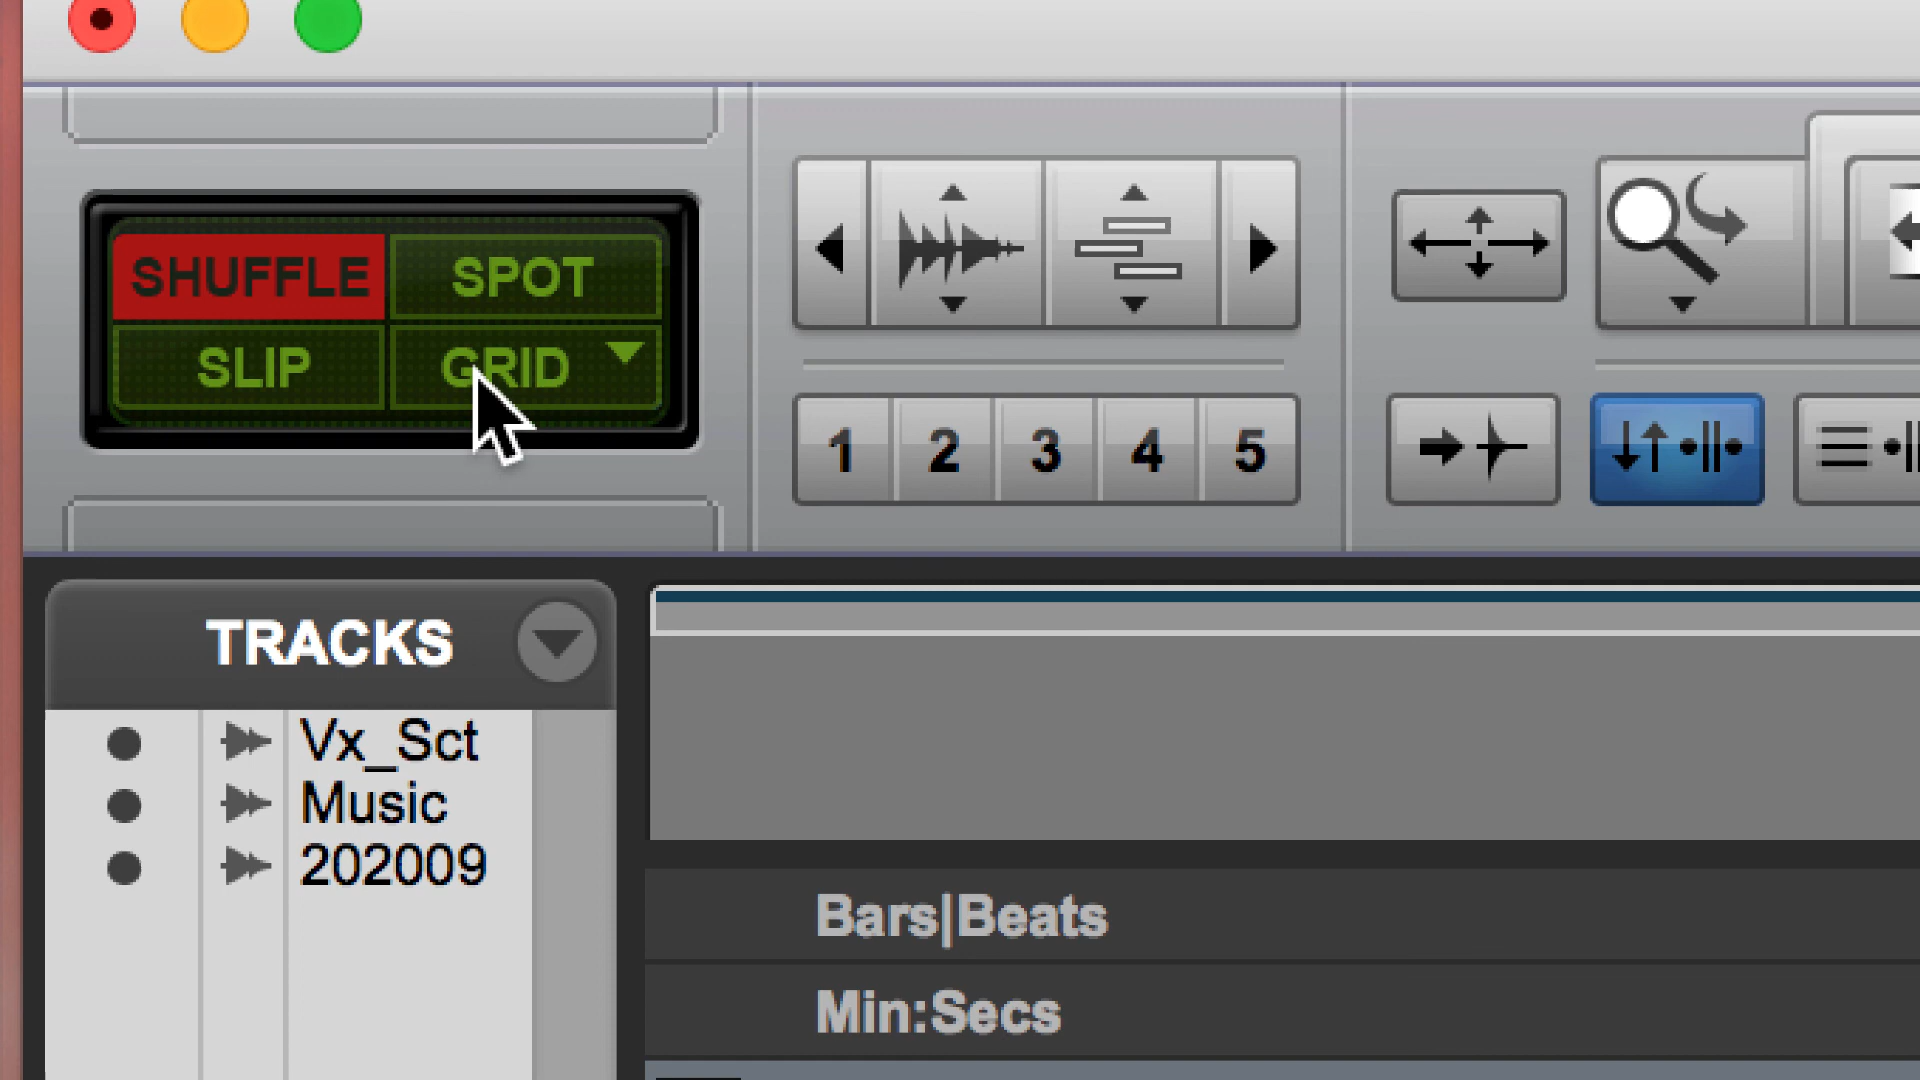 SHUFFLE SPOT
SLIP GRID
1 2 3 4 5
TRACKS
Vx_Sct
Music
202009
Bars|Beats
Min:Secs